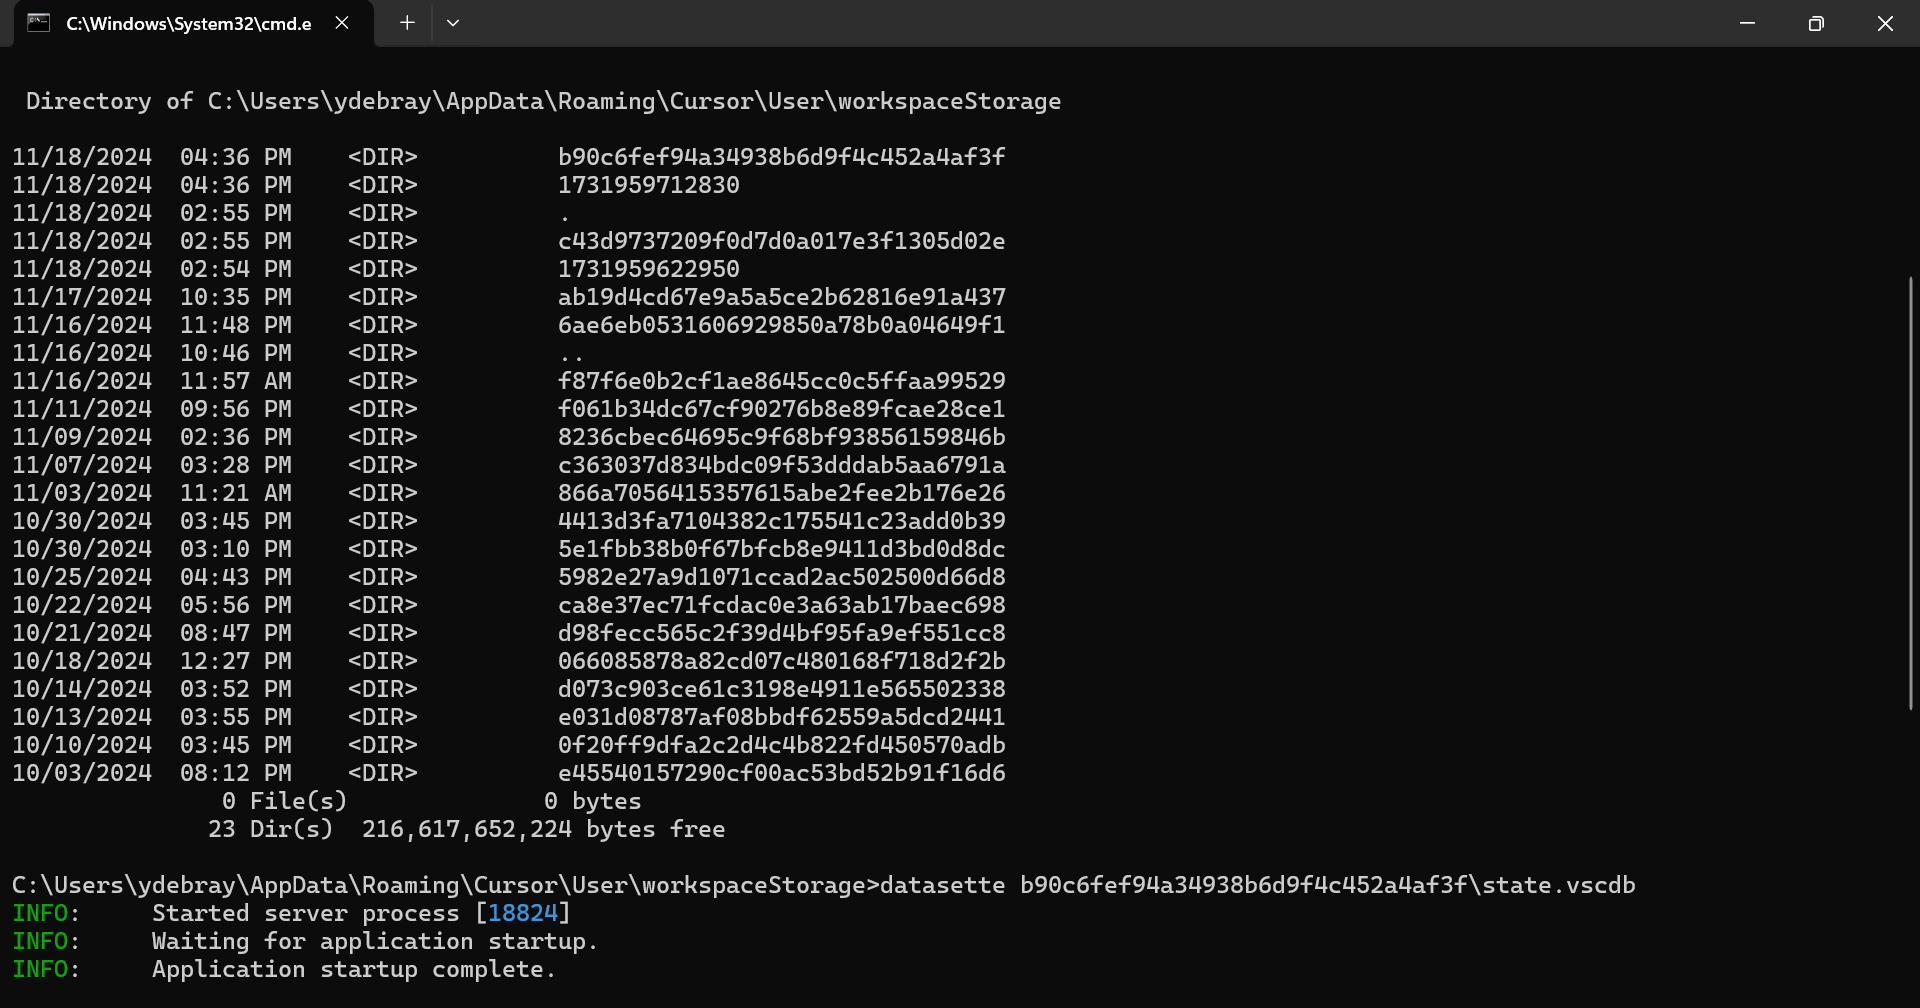 C:\Windows\System32\cmd.e
Directory of C:\Users\ydebray\AppData\Roaming\Cursor\User\workspaceStorage
11/18/2024  04:36 PM    <DIR>          b90c6fef94a34938b6d9f4c452a4af3f
11/18/2024  04:36 PM    <DIR>          1731959712830
11/18/2024  02:55 PM    <DIR>          .
11/18/2024  02:55 PM    <DIR>          c43d9737209f0d7d0a017e3f1305d02e
11/18/2024  02:54 PM    <DIR>          1731959622950
11/17/2024  10:35 PM    <DIR>          ab19d4cd67e9a5a5ce2b62816e91a437
11/16/2024  11:48 PM    <DIR>          6ae6eb0531606929850a78b0a04649f1
11/16/2024  10:46 PM    <DIR>          ..
11/16/2024  11:57 AM    <DIR>          f87f6e0b2cf1ae8645cc0c5ffaa99529
11/11/2024  09:56 PM    <DIR>          f061b34dc67cf90276b8e89fcae28ce1
11/09/2024  02:36 PM    <DIR>          8236cbec64695c9f68bf93856159846b
11/07/2024  03:28 PM    <DIR>          c363037d834bdc09f53dddab5aa6791a
11/03/2024  11:21 AM    <DIR>          866a7056415357615abe2fee2b176e26
10/30/2024  03:45 PM    <DIR>          4413d3fa7104382c175541c23add0b39
10/30/2024  03:10 PM    <DIR>          5e1fbb38b0f67bfcb8e9411d3bd0d8dc
10/25/2024  04:43 PM    <DIR>          5982e27a9d1071ccad2ac502500d66d8
10/22/2024  05:56 PM    <DIR>          ca8e37ec71fcdac0e3a63ab17baec698
10/21/2024  08:47 PM    <DIR>          d98fecc565c2f39d4bf95fa9ef551cc8
10/18/2024  12:27 PM    <DIR>          066085878a82cd07c480168f718d2f2b
10/14/2024  03:52 PM    <DIR>          d073c903ce61c3198e4911e565502338
10/13/2024  03:55 PM    <DIR>          e031d08787af08bbdf62559a5dcd2441
10/10/2024  03:45 PM    <DIR>          0f20ff9dfa2c2d4c4b822fd450570adb
10/03/2024  08:12 PM    <DIR>          e45540157290cf00ac53bd52b91f16d6
0 File(s)              0 bytes
23 Dir(s)  216,617,652,224 bytes free
C:\Users\ydebray\AppData\Roaming\Cursor\User\workspaceStorage>datasette b90c6fef94a34938b6d9f4c452a4af3f\state.vscdb
INFO:     Started server process [18824]
INFO:     Waiting for application startup.
INFO:     Application startup complete.